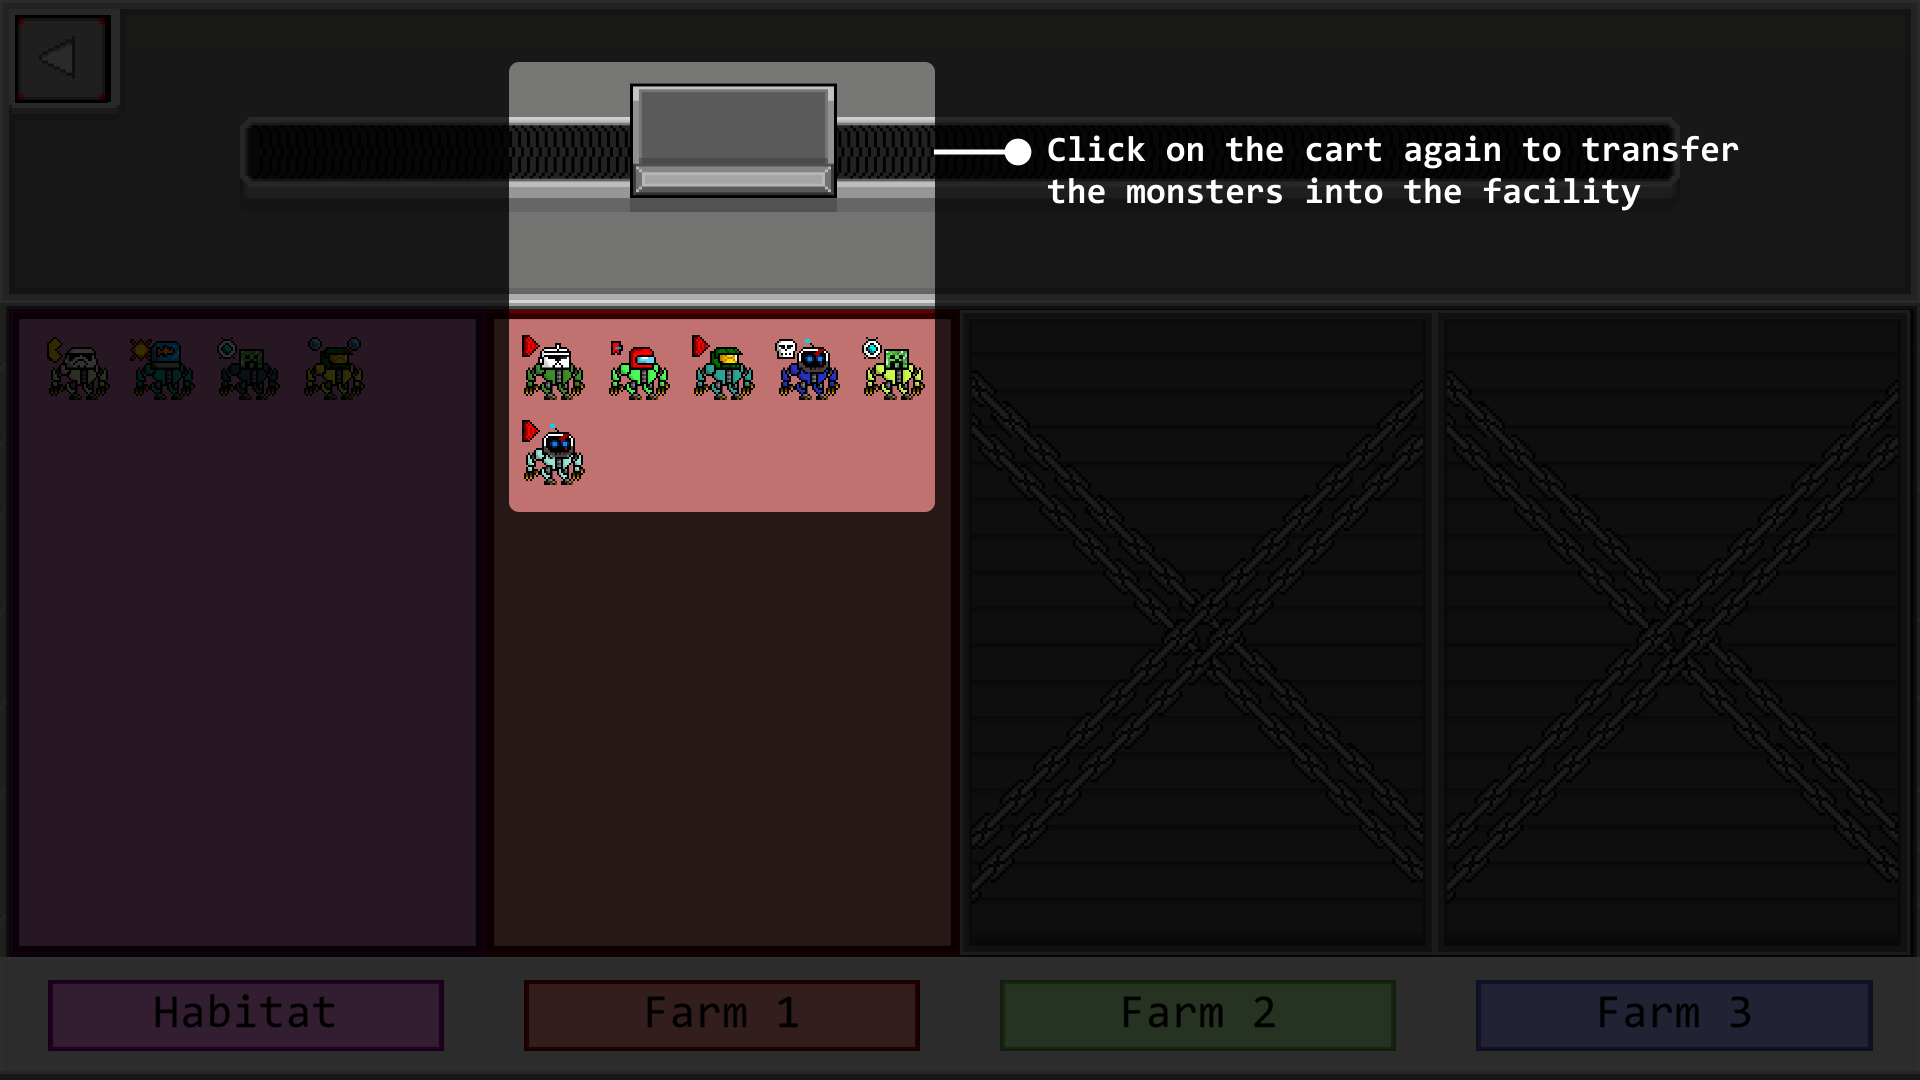 Click on the cart again to transfer
the monsters into the facility
Habitat
Farm 1
Farm 2
Farm 3